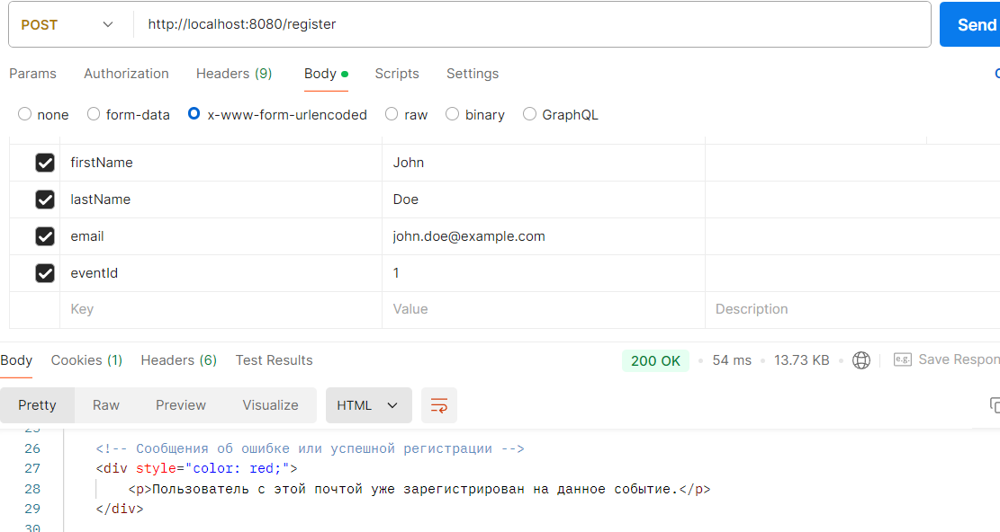 POST http://localhost:8080/register Send
Params Authorization Headers (9) Body Scripts Settings
none form-data x-www-form-urlencoded raw binary GraphQL
firstName John
lastName Doe
email john.doe@example.com
eventId 1
Key Value Description
Body Cookies (1) Headers (6) Test Results 200 OK 54 ms 13.73 KB e.g. Save Respon
Pretty Raw Preview Visualize HTML
25
26 <!-- Сообщения об ошибке или успешной регистрации -->
27 <div style="color: red;">
28 <p>Пользователь с этой почтой уже зарегистрирован на данное событие.</p>
29 </div>
30